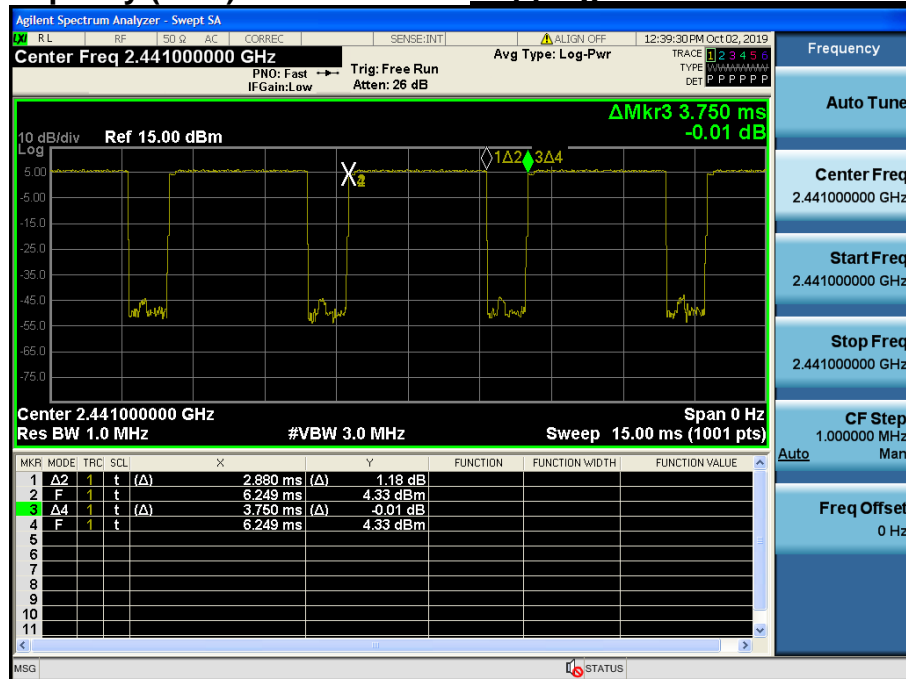 Agilent Spectrum Analyzer - Swept SA
LXI RL RF 50 Ω AC CORREC SENSE:INT ALIGN OFF 12:39:30 PM Oct 02, 2019
Center Freq 2.441000000 GHz
PNO: Fast
IFGain:Low
Trig: Free Run
Atten: 26 dB
Avg Type: Log-Pwr
TRACE 1 2 3 4 5 6
TYPE
DET P P P P P P
ΔMkr3 3.750 ms
-0.01 dB
10 dB/div Ref 15.00 dBm
Log
1Δ2 3Δ4
5.00
-5.00
-15.0
-25.0
-35.0
-45.0
-55.0
-65.0
-75.0
Center 2.441000000 GHz Span 0 Hz
Res BW 1.0 MHz #VBW 3.0 MHz Sweep 15.00 ms (1001 pts)
MKR MODE TRC SCL X Y FUNCTION FUNCTION WIDTH FUNCTION VALUE
1 Δ2 1 t (Δ) 2.880 ms (Δ) 1.18 dB
2 F 1 t 6.249 ms 4.33 dBm
3 Δ4 1 t (Δ) 3.750 ms (Δ) -0.01 dB
4 F 1 t 6.249 ms 4.33 dBm
5
6
7
8
9
10
11
MSG STATUS
Frequency
Auto Tune
Center Freq
2.441000000 GHz
Start Freq
2.441000000 GHz
Stop Freq
2.441000000 GHz
CF Step
1.000000 MHz
Auto Man
Freq Offset
0 Hz